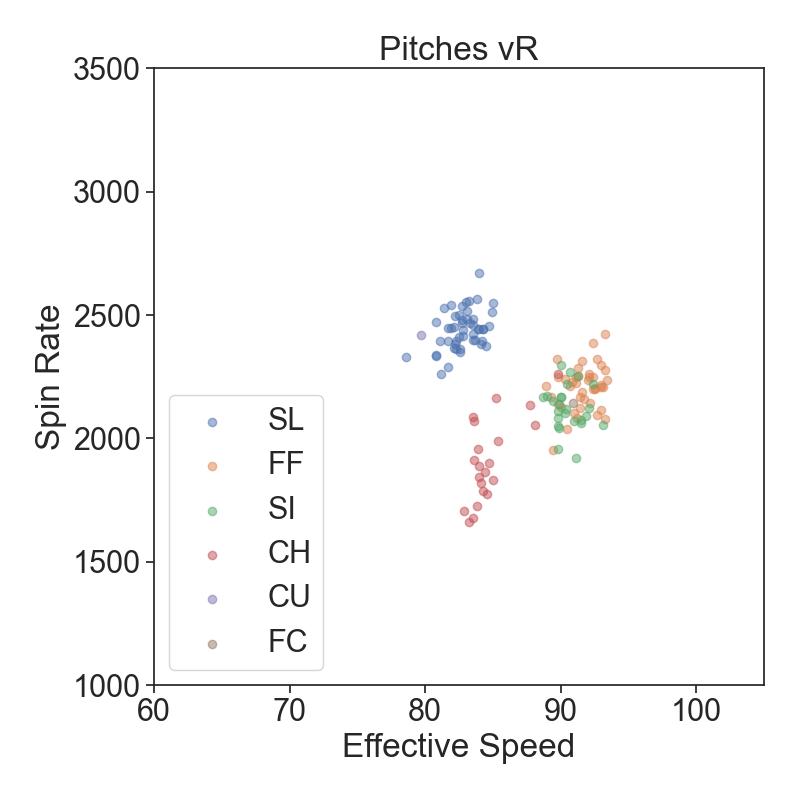 Pitches vR
3500
3000
2500
2000
1500
1000
Spin Rate
SL
FF
SI
CH
CU
FC
60 70 80 90 100
Effective Speed